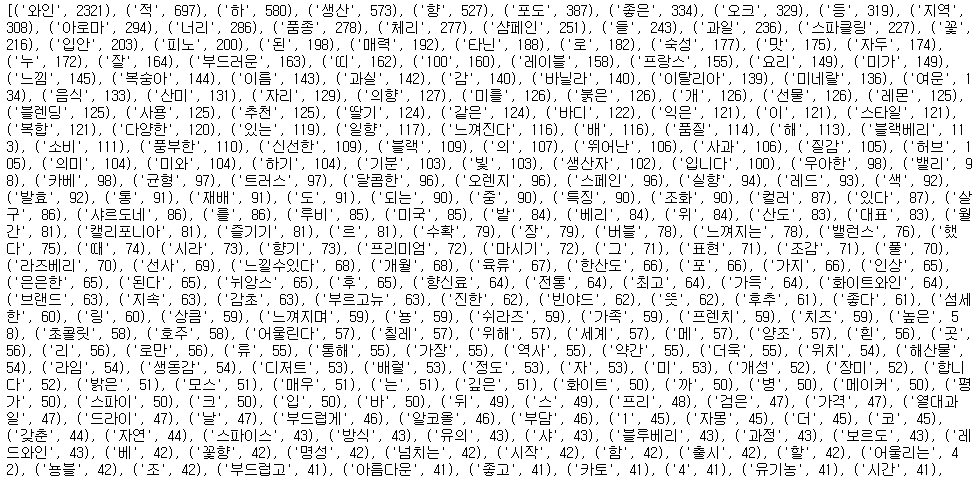 [('와인', 2321), ('적', 697), ('하', 580), ('생산', 573), ('향', 527), ('포도', 387), ('좋은', 334), ('오크', 329), ('등', 319), ('지역',
308), ('아로마', 294), ('너리', 286), ('품종', 278), ('체리', 277), ('샴페인', 251), ('들', 243), ('과일', 236), ('스파클링', 227), ('꽃',
216), ('입안', 203), ('피노', 200), ('된', 198), ('매력', 192), ('타닌', 188), ('로', 182), ('숙성', 177), ('맛', 175), ('자두', 174),
('누', 172), ('잘', 164), ('부드러운', 163), ('띠', 162), ('100', 160), ('레이블', 158), ('프랑스', 155), ('요리', 149), ('미가', 149),
('느낌', 145), ('복숭아', 144), ('이름', 143), ('과실', 142), ('감', 140), ('바닐라', 140), ('이탈리아', 139), ('미네랄', 136), ('여운', 1
34), ('음식', 133), ('산미', 131), ('자리', 129), ('의향', 127), ('미를', 126), ('붉은', 126), ('개', 126), ('선물', 126), ('레몬', 125),
('블렌딩', 125), ('사용', 125), ('추천', 125), ('딸기', 124), ('같은', 124), ('바디', 122), ('익은', 121), ('이', 121), ('스타일', 121),
('복합', 121), ('다양한', 120), ('있는', 119), ('일향', 117), ('느껴진다', 116), ('배', 116), ('품질', 114), ('해', 113), ('블랙베리', 11
3), ('소비', 111), ('풍부한', 110), ('신선한', 109), ('블랙', 109), ('의', 107), ('뛰어난', 106), ('사과', 106), ('질감', 105), ('허브', 1
05), ('의미', 104), ('미와', 104), ('하기', 104), ('기분', 103), ('빛', 103), ('생산자', 102), ('입니다', 100), ('우아한', 98), ('밸리', 9
8), ('카베', 98), ('균형', 97), ('트러스', 97), ('달콤한', 96), ('오렌지', 96), ('스페인', 96), ('실향', 94), ('레드', 93), ('색', 92),
('발효', 92), ('통', 91), ('재배', 91), ('도', 91), ('되는', 90), ('중', 90), ('특징', 90), ('조화', 90), ('컬러', 87), ('있다', 87), ('살
구', 86), ('샤르도네', 86), ('를', 86), ('루비', 85), ('미국', 85), ('발', 84), ('베리', 84), ('위', 84), ('산도', 83), ('대표', 83), ('월
간', 81), ('캘리포니아', 81), ('즐기기', 81), ('르', 81), ('수확', 79), ('장', 79), ('버블', 78), ('느껴지는', 78), ('밸런스', 76), ('했
다', 75), ('때', 74), ('시라', 73), ('향기', 73), ('프리미엄', 72), ('마시기', 72), ('그', 71), ('표현', 71), ('조감', 71), ('풀', 70),
('라즈베리', 70), ('선사', 69), ('느낄수있다', 68), ('개월', 68), ('육류', 67), ('한산도', 66), ('포', 66), ('가지', 66), ('인상', 65),
('은은한', 65), ('된다', 65), ('뉘앙스', 65), ('후', 65), ('향신료', 64), ('전통', 64), ('최고', 64), ('가득', 64), ('화이트와인', 64),
('브랜드', 63), ('지속', 63), ('감초', 63), ('부르고뉴', 63), ('진한', 62), ('빈야드', 62), ('뜻', 62), ('후추', 61), ('좋다', 61), ('섬세
한', 60), ('링', 60), ('상큼', 59), ('느껴지며', 59), ('뇽', 59), ('쉬라즈', 59), ('가족', 59), ('프렌치', 59), ('치즈', 59), ('높은', 5
8), ('초콜릿', 58), ('호주', 58), ('어울린다', 57), ('칠레', 57), ('위해', 57), ('세계', 57), ('메', 57), ('양조', 57), ('흰', 56), ('곳',
56), ('리', 56), ('로만', 56), ('류', 55), ('통해', 55), ('가장', 55), ('역사', 55), ('약간', 55), ('더욱', 55), ('위치', 54), ('해산물',
54), ('라임', 54), ('생동감', 54), ('디저트', 53), ('배럴', 53), ('정도', 53), ('자', 53), ('미', 53), ('개성', 52), ('장미', 52), ('합니
다', 52), ('밝은', 51), ('모스', 51), ('매우', 51), ('는', 51), ('깊은', 51), ('화이트', 50), ('까', 50), ('병', 50), ('메이커', 50), ('평
가', 50), ('스파이', 50), ('크', 50), ('입', 50), ('바', 50), ('뒤', 49), ('스', 49), ('프리', 48), ('검은', 47), ('가격', 47), ('열대과
일', 47), ('드라이', 47), ('날', 47), ('부드럽게', 46), ('알코올', 46), ('부담', 46), ('1', 45), ('자몽', 45), ('더', 45), ('코', 45),
('갖춘', 44), ('자연', 44), ('스파이스', 43), ('방식', 43), ('유의', 43), ('샤', 43), ('블루베리', 43), ('과정', 43), ('보르도', 43), ('레
드와인', 43), ('베', 42), ('꽃향', 42), ('명성', 42), ('넘치는', 42), ('시작', 42), ('함', 42), ('출시', 42), ('할', 42), ('어울리는', 4
2), ('뇽블', 42), ('조', 42), ('부드럽고', 41), ('아름다운', 41), ('좋고', 41), ('카토', 41), ('4', 41), ('유기농', 41), ('시간', 41),